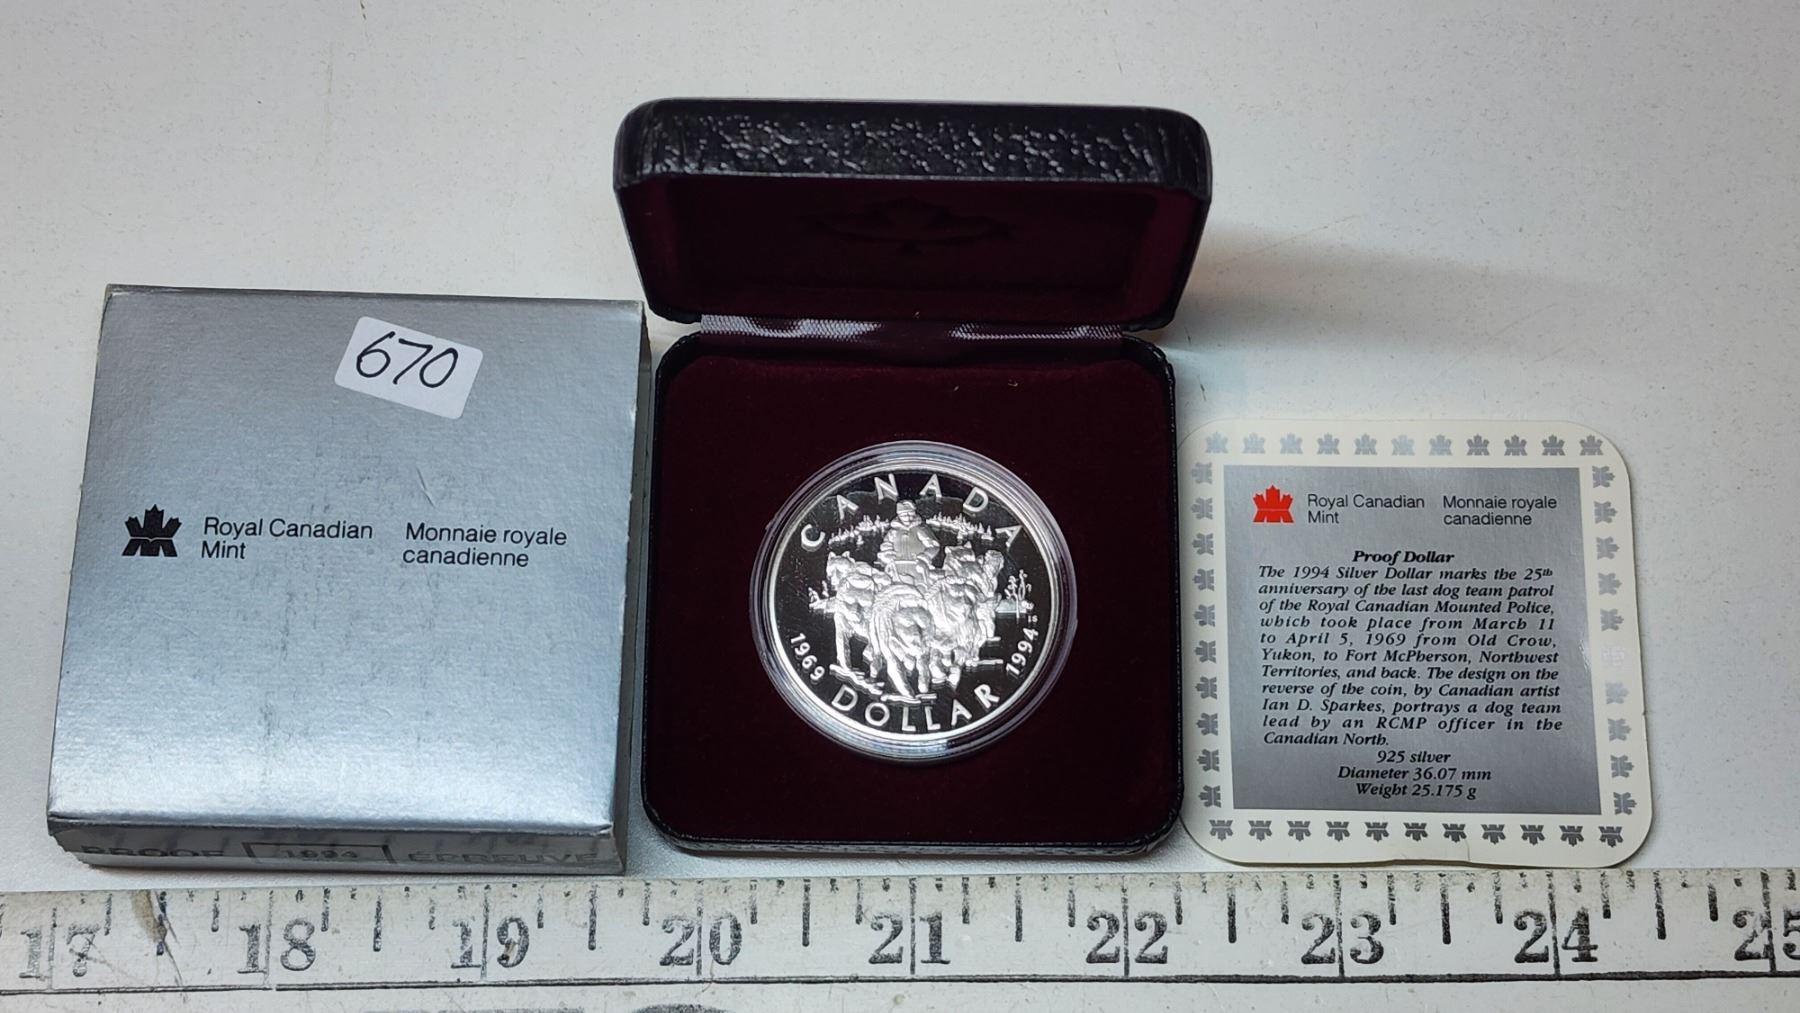 670
Royal Canadian Mint
Monnaie royale canadienne
PROOF 1994 ÉPREUVE
CANADA
1969
1994
IS
DOLLAR
Royal Canadian Mint
Monnaie royale canadienne
Proof Dollar
The 1994 Silver Dollar marks the 25th
anniversary of the last dog team patrol
of the Royal Canadian Mounted Police,
which took place from March 11
to April 5, 1969 from Old Crow,
Yukon, to Fort McPherson, Northwest
Territories, and back. The design on the
reverse of the coin, by Canadian artist
Ian D. Sparkes, portrays a dog team
lead by an RCMP officer in the
Canadian North.
925 silver
Diameter 36.07 mm
Weight 25.175 g
17 18 19 20 21 22 23 24 25